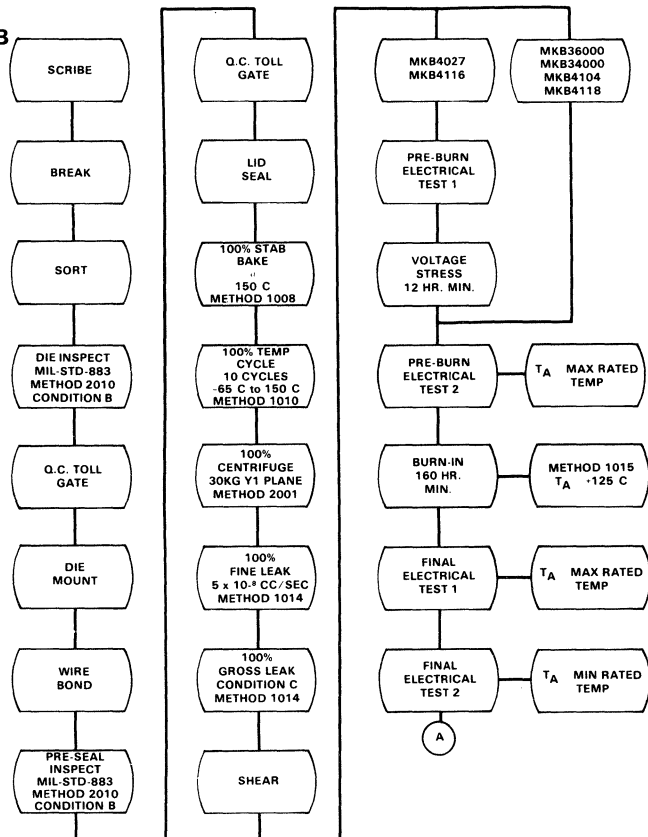 B
SCRIBE
BREAK
SORT
DIE INSPECT
MIL-STD-883
METHOD 2010
CONDITION B
Q.C. TOLL
GATE
DIE
MOUNT
WIRE
BOND
PRE-SEAL
INSPECT
MIL-STD-883
METHOD 2010
CONDITION B
Q.C. TOLL
GATE
LID
SEAL
100% STAB
BAKE
150 C
METHOD 1008
100% TEMP
CYCLE
10 CYCLES
-65 C to 150 C
METHOD 1010
100%
CENTRIFUGE
30KG Y1 PLANE
METHOD 2001
100%
FINE LEAK
5 x 10-⁸ CC/SEC
METHOD 1014
100%
GROSS LEAK
CONDITION C
METHOD 1014
SHEAR
MKB4027
MKB4116
MKB36000
MKB34000
MKB4104
MKB4118
PRE-BURN
ELECTRICAL
TEST 1
VOLTAGE
STRESS
12 HR. MIN.
PRE-BURN
ELECTRICAL
TEST 2
TA MAX RATED
TEMP
BURN-IN
160 HR.
MIN.
METHOD 1015
TA +125 C
FINAL
ELECTRICAL
TEST 1
TA MAX RATED
TEMP
FINAL
ELECTRICAL
TEST 2
TA MIN RATED
TEMP
A